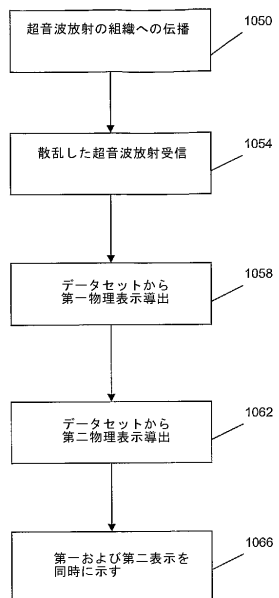 超音波放射の組織への伝播
1050
散乱した超音波放射受信
1054
データセットから
第一物理表示導出
1058
データセットから
第二物理表示導出
1062
第一および第二表示を
同時に示す
1066